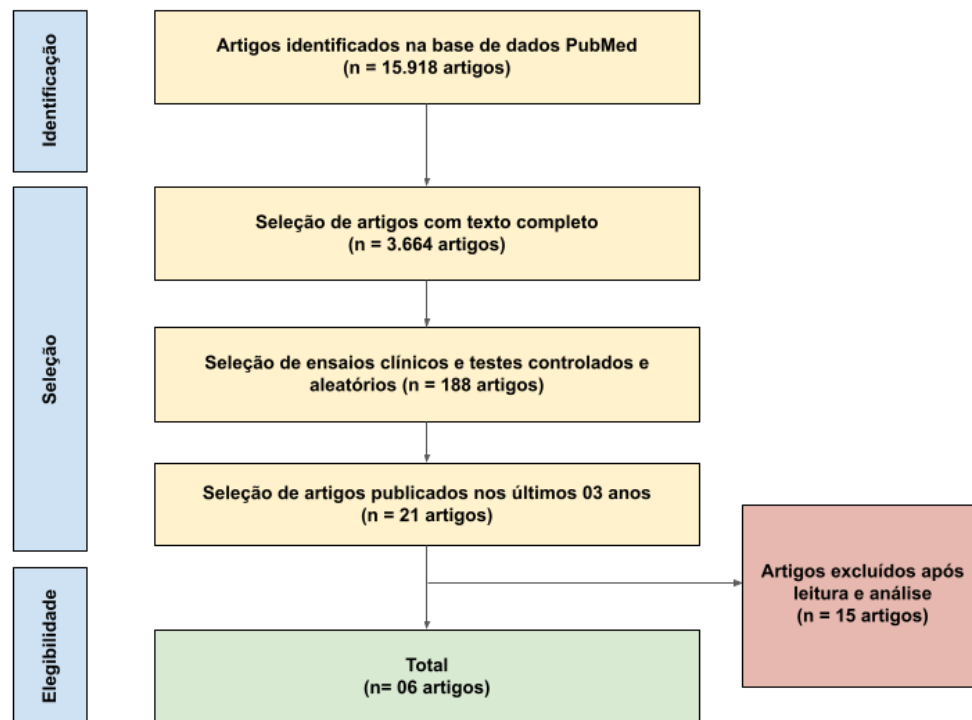 Identificação
Artigos identificados na base de dados PubMed
(n = 15.918 artigos)
Seleção
Seleção de artigos com texto completo
(n = 3.664 artigos)
Seleção de ensaios clínicos e testes controlados e
aleatórios (n = 188 artigos)
Seleção de artigos publicados nos últimos 03 anos
(n = 21 artigos)
Artigos excluídos após
leitura e análise
(n = 15 artigos)
Elegibilidade
Total
(n= 06 artigos)